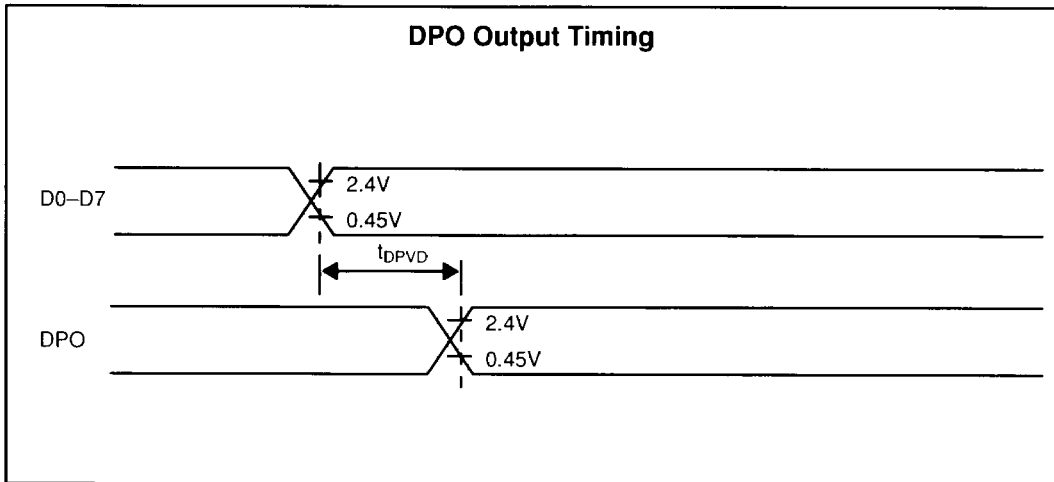 DPO Output Timing
D0–D7
2.4V
0.45V
tDPVD
DPO
2.4V
0.45V